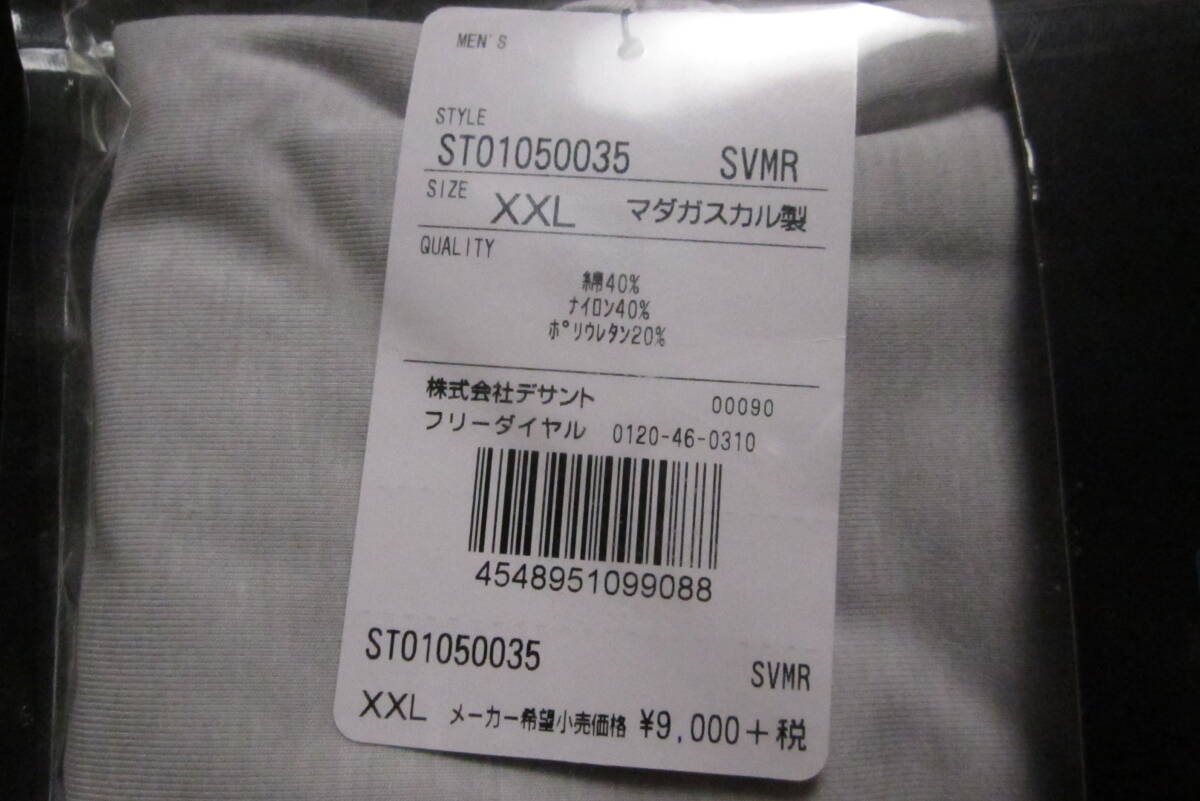 MEN'S
STYLE
ST01050035 SVMR
SIZE
XXL マダガスカル製
QUALITY
綿40%
ナイロン40%
ポリウレタン20%
株式会社デサント 00090
フリーダイヤル 0120-46-0310
4548951099088
ST01050035 SVMR
XXL メーカー希望小売価格 ¥9,000+税